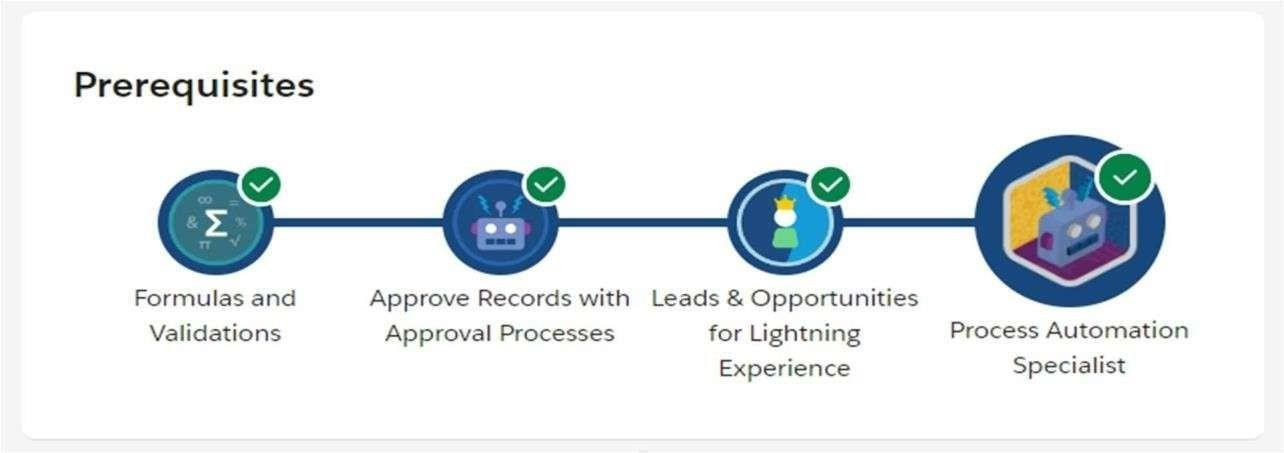 Prerequisites
∞ =
& Σ %
π √
Formulas and
Validations
Approve Records with
Approval Processes
Leads & Opportunities
for Lightning
Experience
Process Automation
Specialist